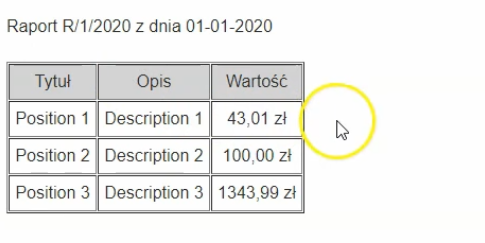 Raport R/1/2020 z dnia 01-01-2020
Tytuł Opis Wartość
Position 1 Description 1 43,01 zł
Position 2 Description 2 100,00 zł
Position 3 Description 3 1343,99 zł